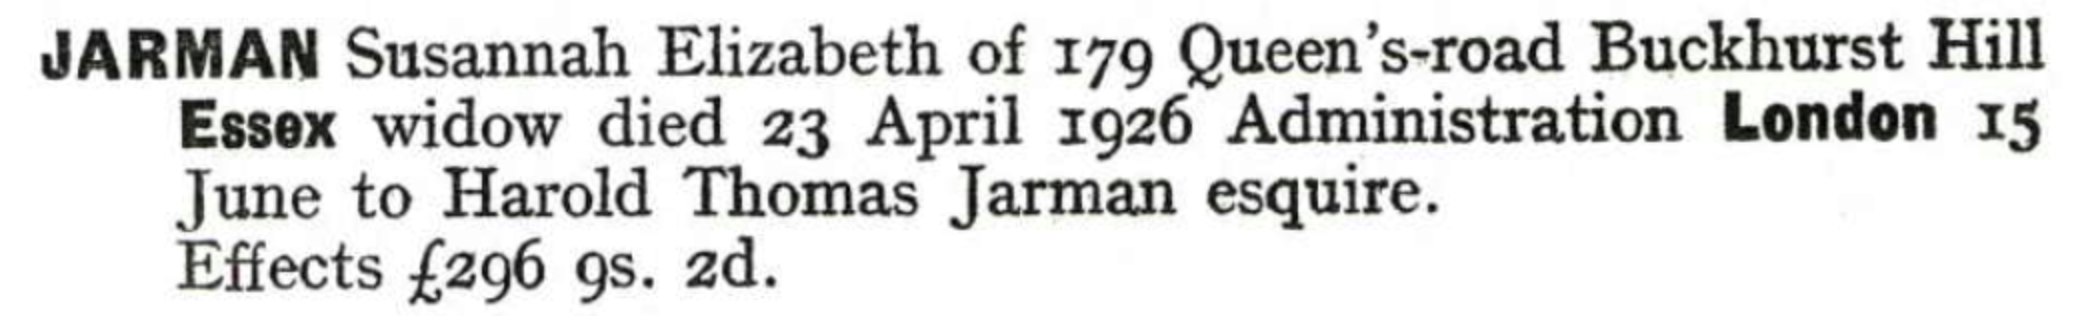 JARMAN Susannah Elizabeth of 179 Queen's-road Buckhurst Hill
Essex widow died 23 April 1926 Administration London 15
June to Harold Thomas Jarman esquire.
Effects £296 9s. 2d.